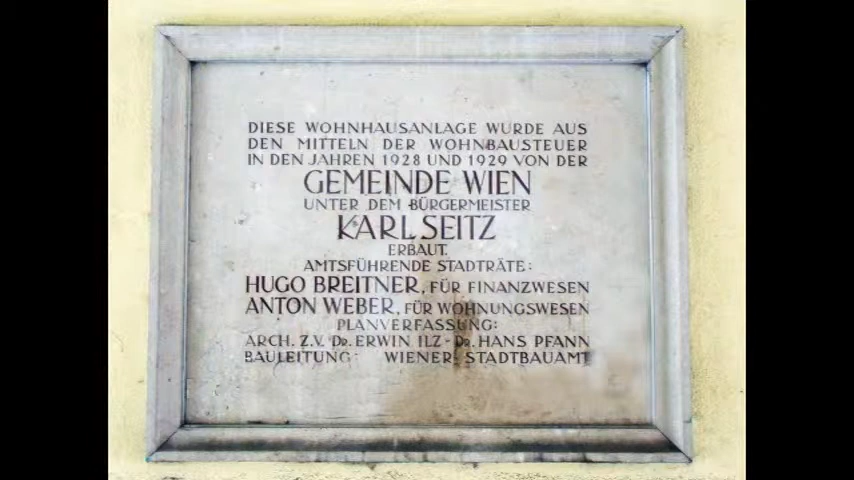 DIESE WOHNHAUSANLAGE WURDE AUS
DEN MITTELN DER WOHNBAUSTEUER
IN DEN JAHREN 1928 UND 1929 VON DER
GEMEINDE WIEN
UNTER DEM BÜRGERMEISTER
KARL SEITZ
ERBAUT.
AMTSFÜHRENDE STADTRÄTE:
HUGO BREITNER, FÜR FINANZWESEN
ANTON WEBER, FÜR WOHNUNGSWESEN
PLANVERFASSUNG:
ARCH. Z.V. DR. ERWIN ILZ - DR. HANS PFANN
BAULEITUNG: WIENER STADTBAUAMT